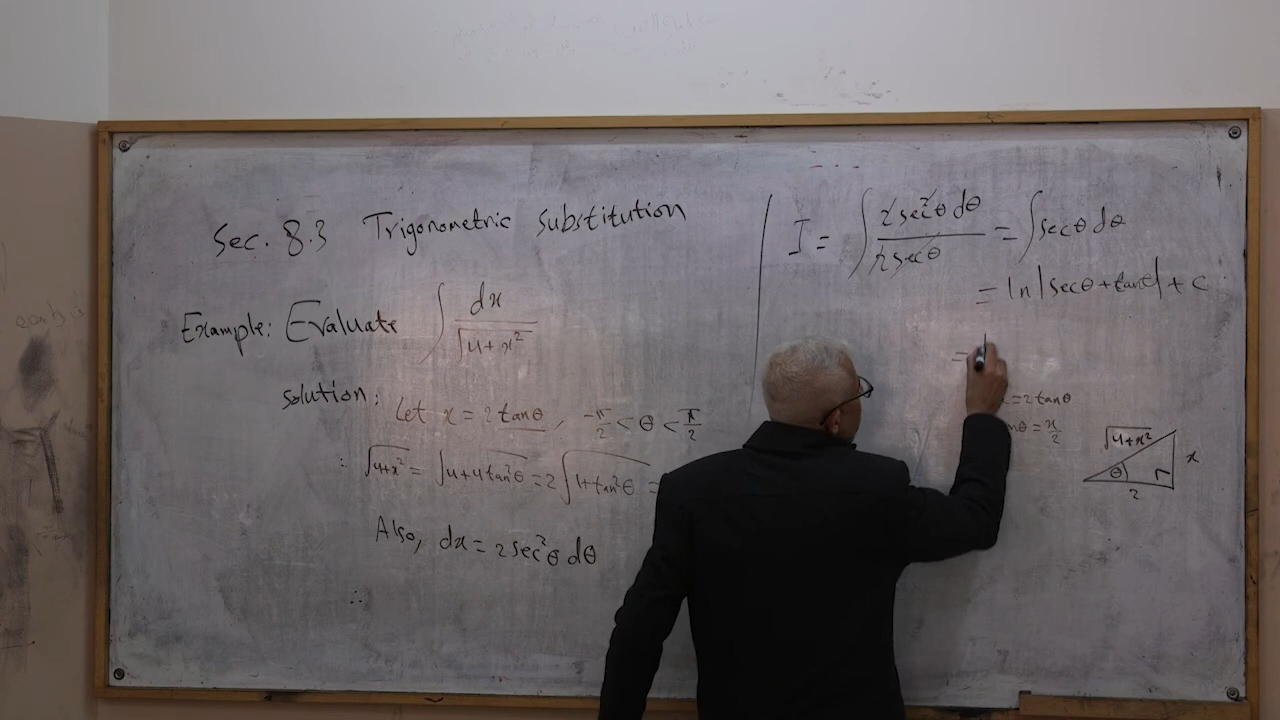 Sec. 8.3 Trigonometric substitution
Example: Evaluate ∫ dx / √(4+x²)
Solution: Let x = 2 tanθ, -π/2 < θ < π/2
∴ √(4+x²) = √(4+4tan²θ) = 2√(1+tan²θ) =
Also, dx = 2sec²θ dθ
∴
I = ∫ 2sec²θ dθ / 2secθ = ∫ secθ dθ
= ln|secθ + tanθ| + c
=
x = 2 tanθ
tanθ = x/2
√(4+x²)
x
θ
2